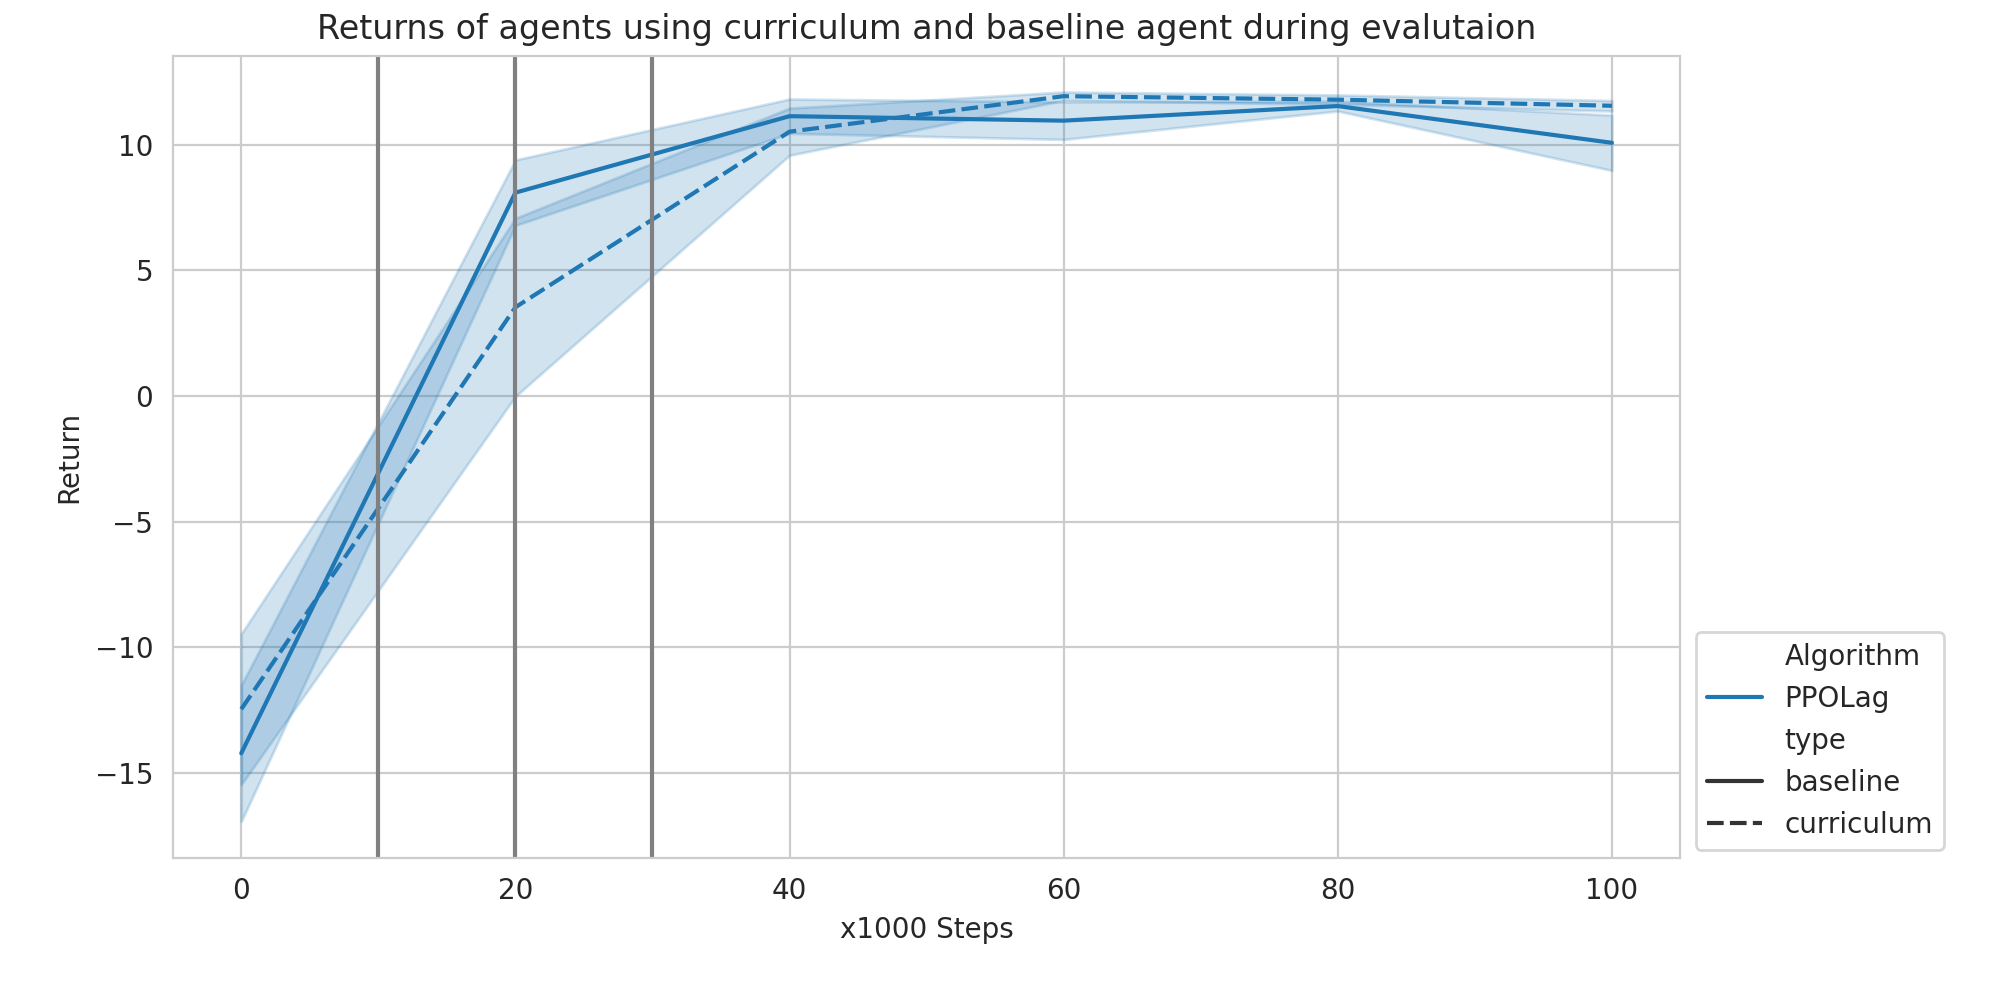 Returns of agents using curriculum and baseline agent during evalutaion
10
5
0
−5
−10
−15
Return
0 20 40 60 80 100
x1000 Steps
Algorithm
PPOLag
type
baseline
curriculum